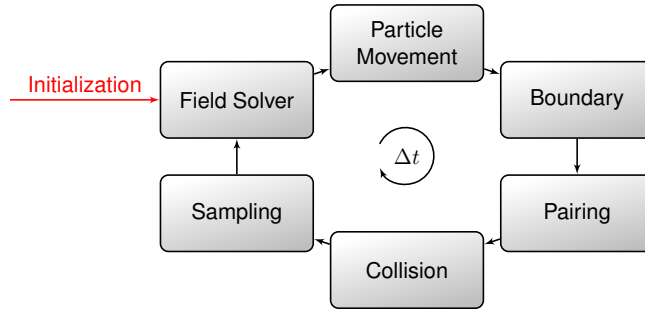 Initialization
Field Solver
Particle
Movement
Boundary
Pairing
Collision
Sampling
Δt